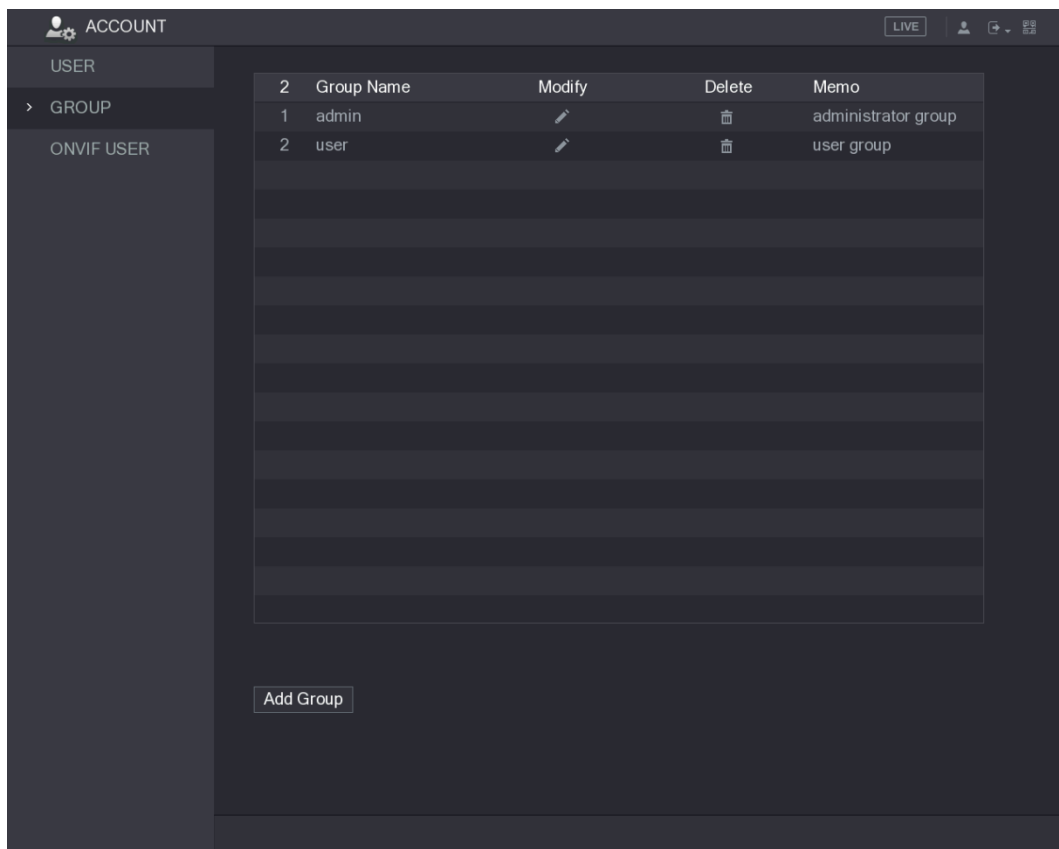 ACCOUNT LIVE
USER
GROUP
ONVIF USER
2 Group Name Modify Delete Memo
1 admin administrator group
2 user user group
Add Group